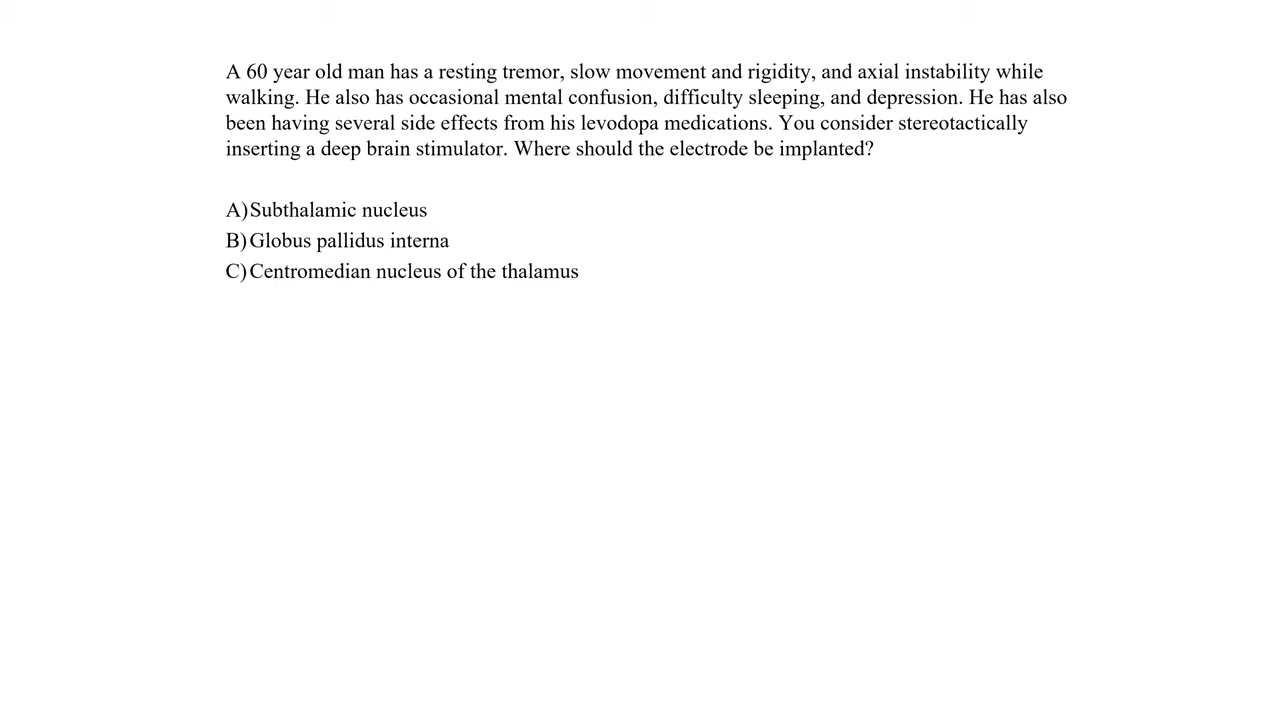 A 60 year old man has a resting tremor, slow movement and rigidity, and axial instability while
walking. He also has occasional mental confusion, difficulty sleeping, and depression. He has also
been having several side effects from his levodopa medications. You consider stereotactically
inserting a deep brain stimulator. Where should the electrode be implanted?
A) Subthalamic nucleus
B) Globus pallidus interna
C) Centromedian nucleus of the thalamus